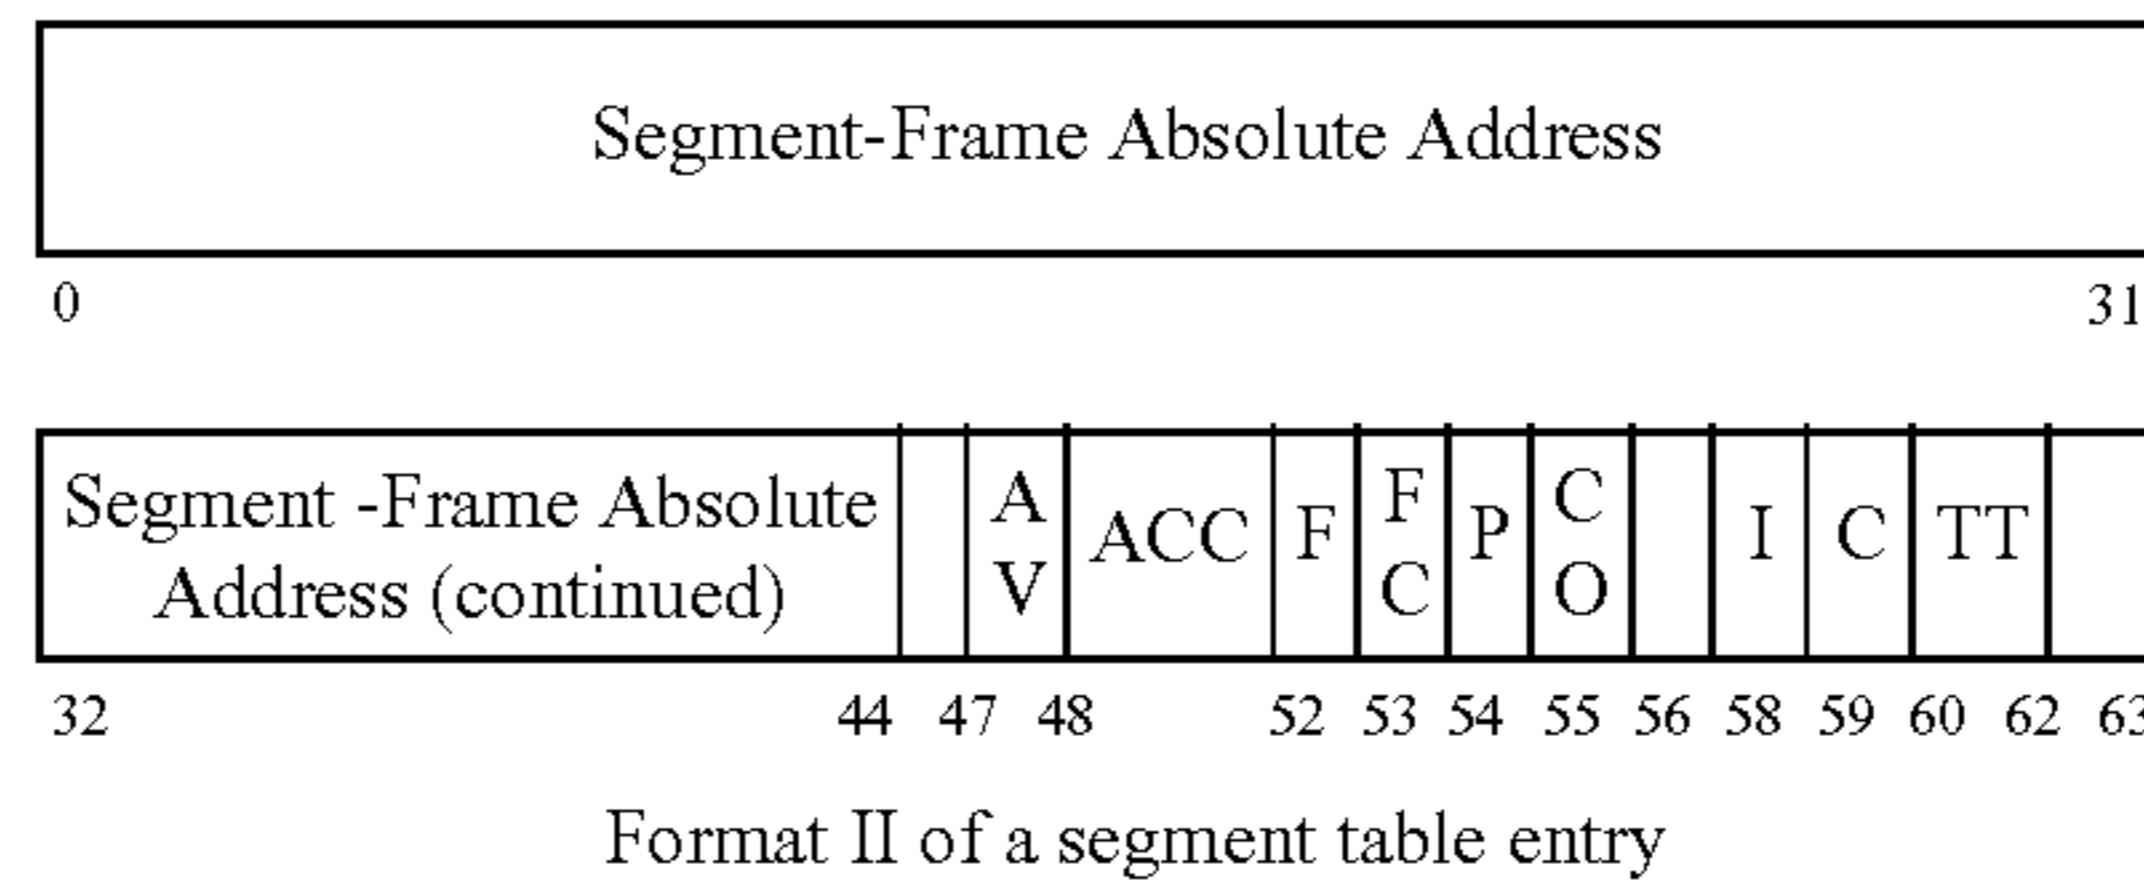 Segment-Frame Absolute Address
0 31
Segment -Frame Absolute
Address (continued)
A
V
ACC
F
F
C
P
C
O
I
C
TT
32 44 47 48 52 53 54 55 56 58 59 60 62 63
Format II of a segment table entry